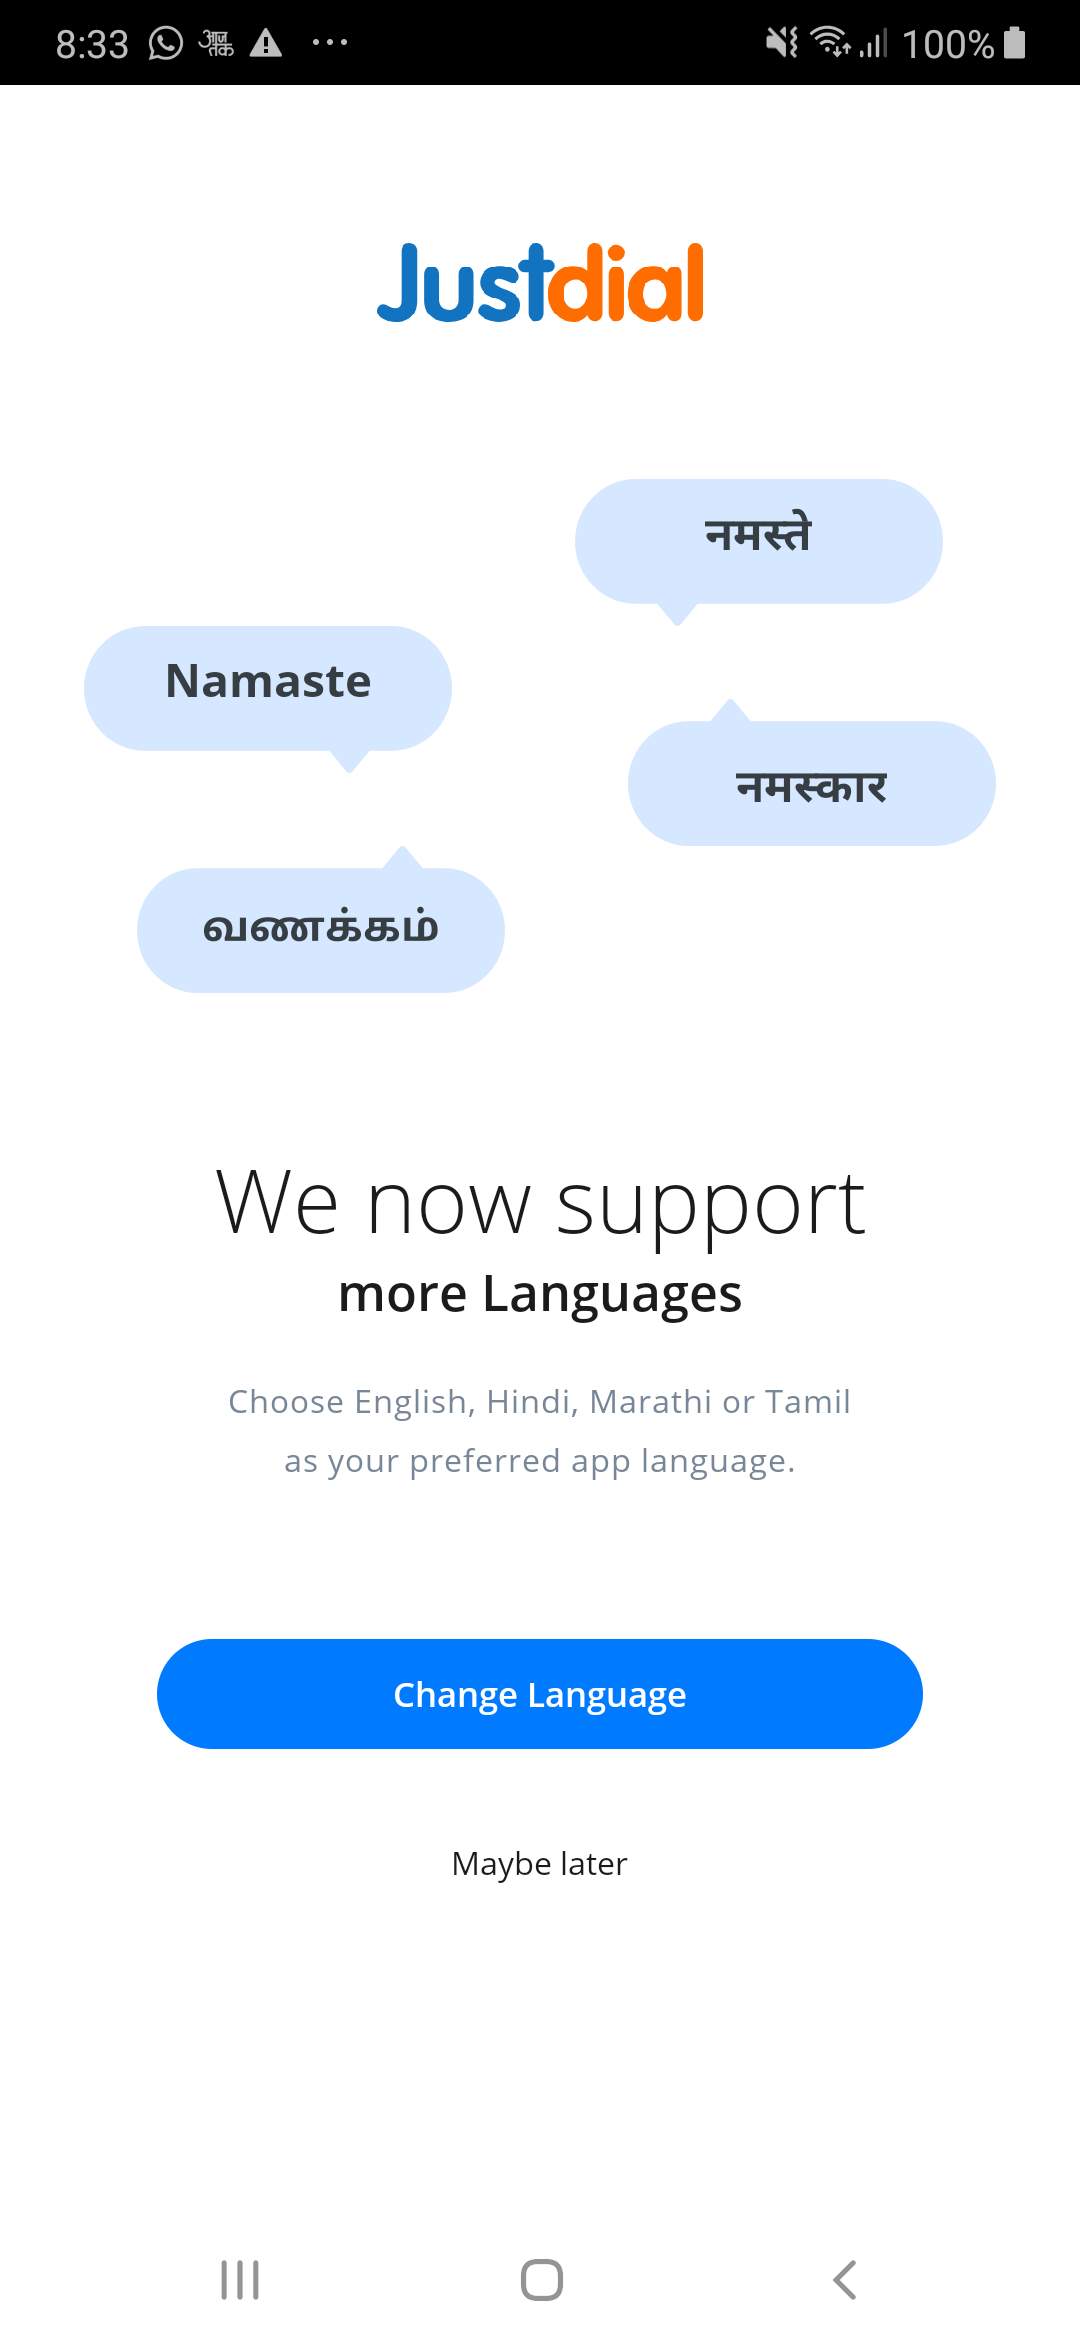 8:33 आज तक 100%
Justdial
नमस्ते
Namaste
नमस्कार
வணக்கம்
We now support
more Languages
Choose English, Hindi, Marathi or Tamil
as your preferred app language.
Change Language
Maybe later